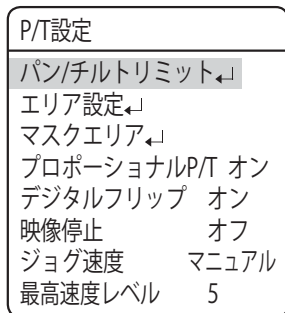 P/T設定
パン/チルトリミット↵
エリア設定↵
マスクエリア↵
プロポーショナルP/T オン
デジタルフリップ オン
映像停止 オフ
ジョグ速度 マニュアル
最高速度レベル 5